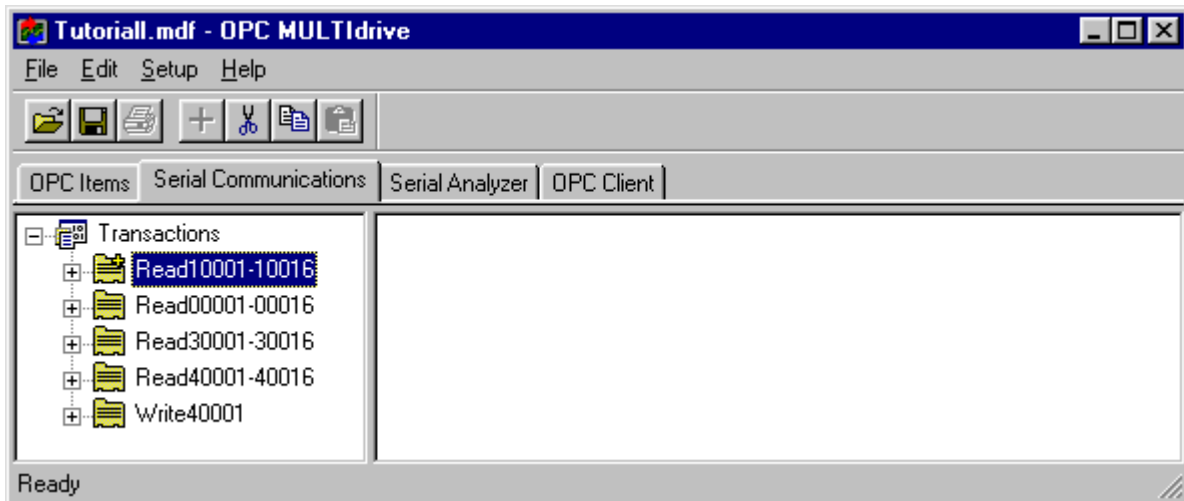 TutorialI.mdf - OPC MULTIdrive
File Edit Setup Help
OPC Items Serial Communications Serial Analyzer OPC Client
Transactions
Read10001-10016
Read00001-00016
Read30001-30016
Read40001-40016
Write40001
Ready